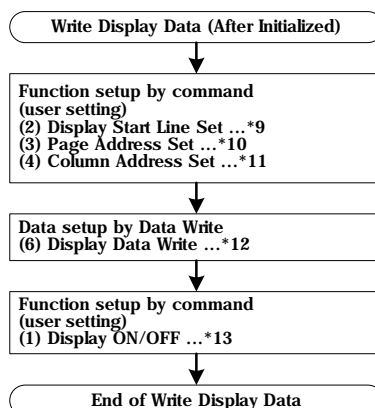 Write Display Data (After Initialized)
Function setup by command
(user setting)
(2) Display Start Line Set ...*9
(3) Page Address Set ...*10
(4) Column Address Set ...*11
Data setup by Data Write
(6) Display Data Write ...*12
Function setup by command
(user setting)
(1) Display ON/OFF ...*13
End of Write Display Data